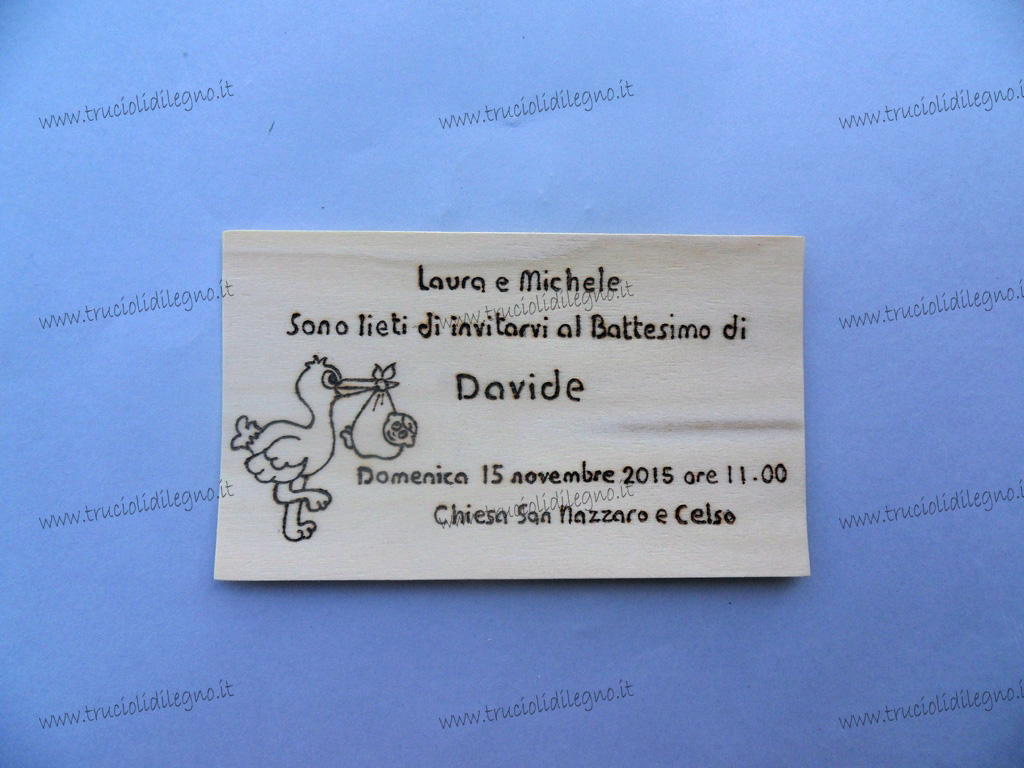 www.truciolidilegno.it www.truciolidilegno.it www.truciolidilegno.it
Laura e Michele
www.truciolidilegno.it www.truciolidilegno.it www.truciolidilegno.it
Sono lieti di invitarvi al Battesimo di
Davide
Domenica 15 novembre 2015 ore 11.00
www.truciolidilegno.it www.truciolidilegno.it www.truciolidilegno.it
Chiesa San Nazzaro e Celso
www.truciolidilegno.it www.truciolidilegno.it www.truciolidilegno.it